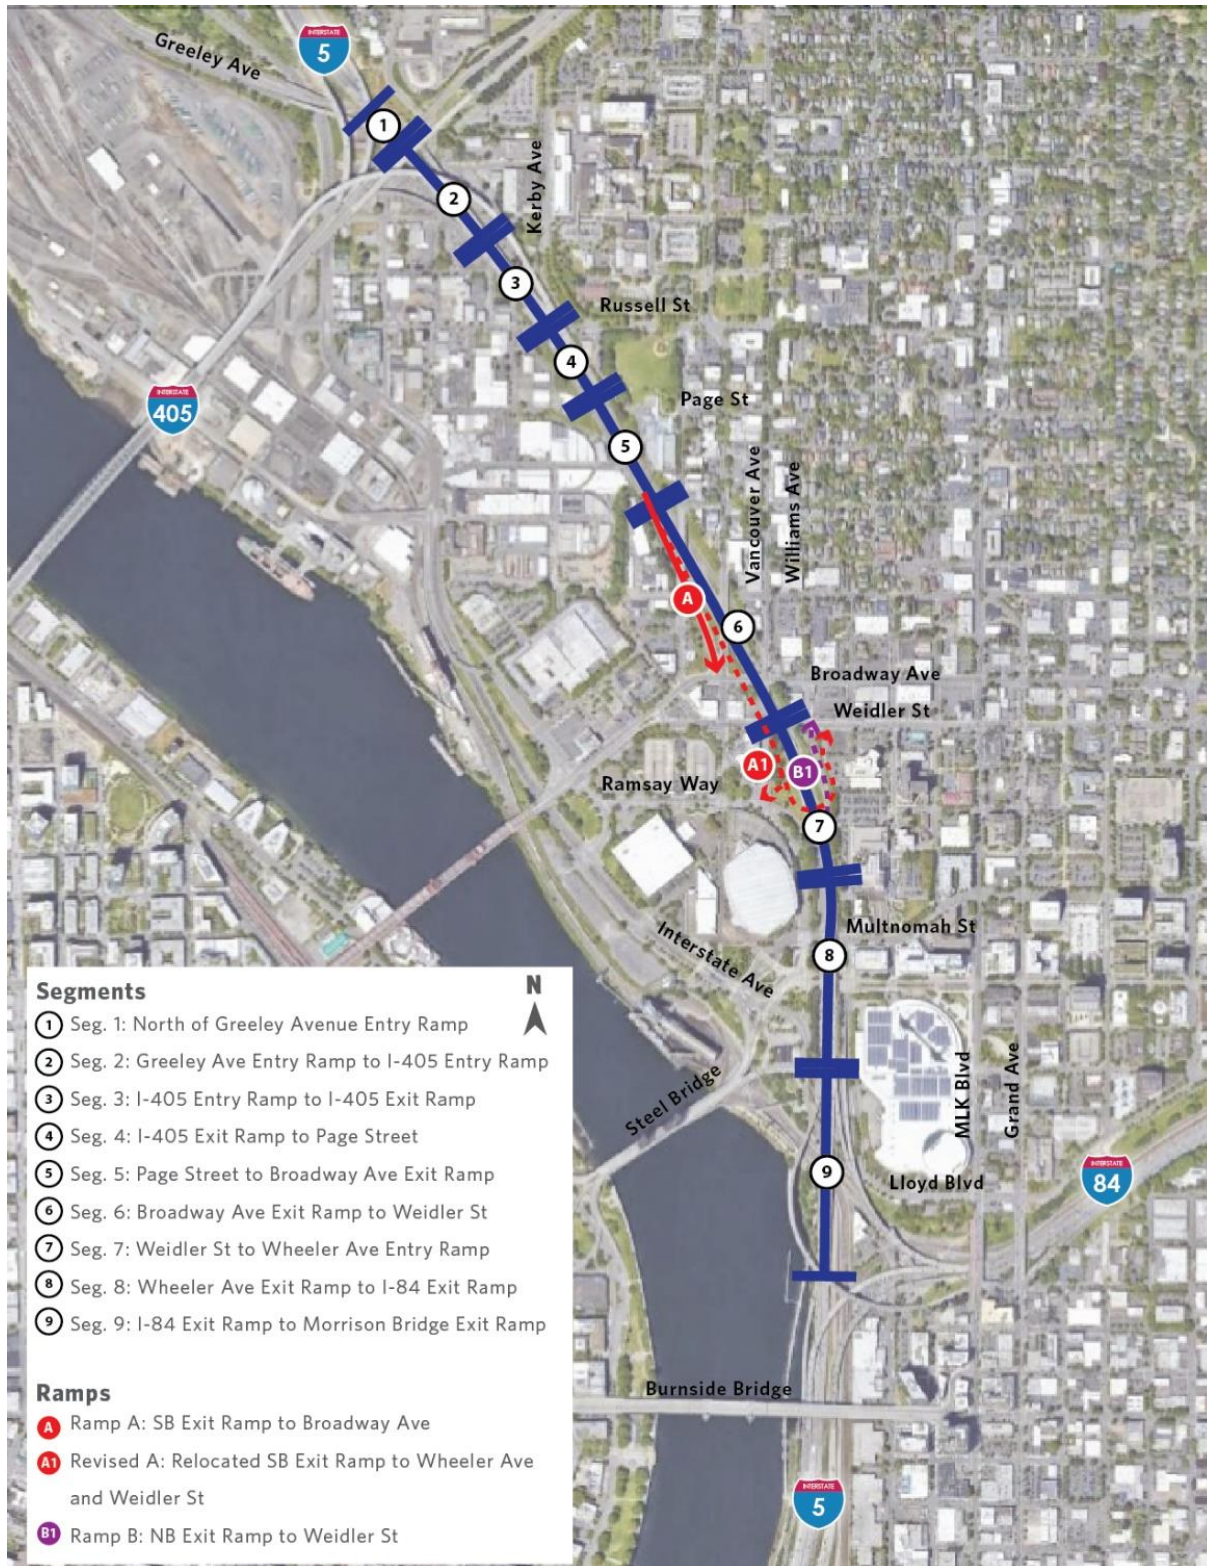 INTERSTATE
5
Greeley Ave
1
Kerby Ave
2
3
Russell St
4
INTERSTATE
405
Page St
5
Vancouver Ave
Williams Ave
A
6
Broadway Ave
Weidler St
A1
B1
Ramsay Way
7
Multnomah St
Interstate Ave
8
Steel Bridge
MLK Blvd
Grand Ave
9
Lloyd Blvd
INTERSTATE
84
Burnside Bridge
INTERSTATE
5
Segments
N
1 Seg. 1: North of Greeley Avenue Entry Ramp
2 Seg. 2: Greeley Ave Entry Ramp to I-405 Entry Ramp
3 Seg. 3: I-405 Entry Ramp to I-405 Exit Ramp
4 Seg. 4: I-405 Exit Ramp to Page Street
5 Seg. 5: Page Street to Broadway Ave Exit Ramp
6 Seg. 6: Broadway Ave Exit Ramp to Weidler St
7 Seg. 7: Weidler St to Wheeler Ave Entry Ramp
8 Seg. 8: Wheeler Ave Exit Ramp to I-84 Exit Ramp
9 Seg. 9: I-84 Exit Ramp to Morrison Bridge Exit Ramp
Ramps
A Ramp A: SB Exit Ramp to Broadway Ave
A1 Revised A: Relocated SB Exit Ramp to Wheeler Ave
and Weidler St
B1 Ramp B: NB Exit Ramp to Weidler St